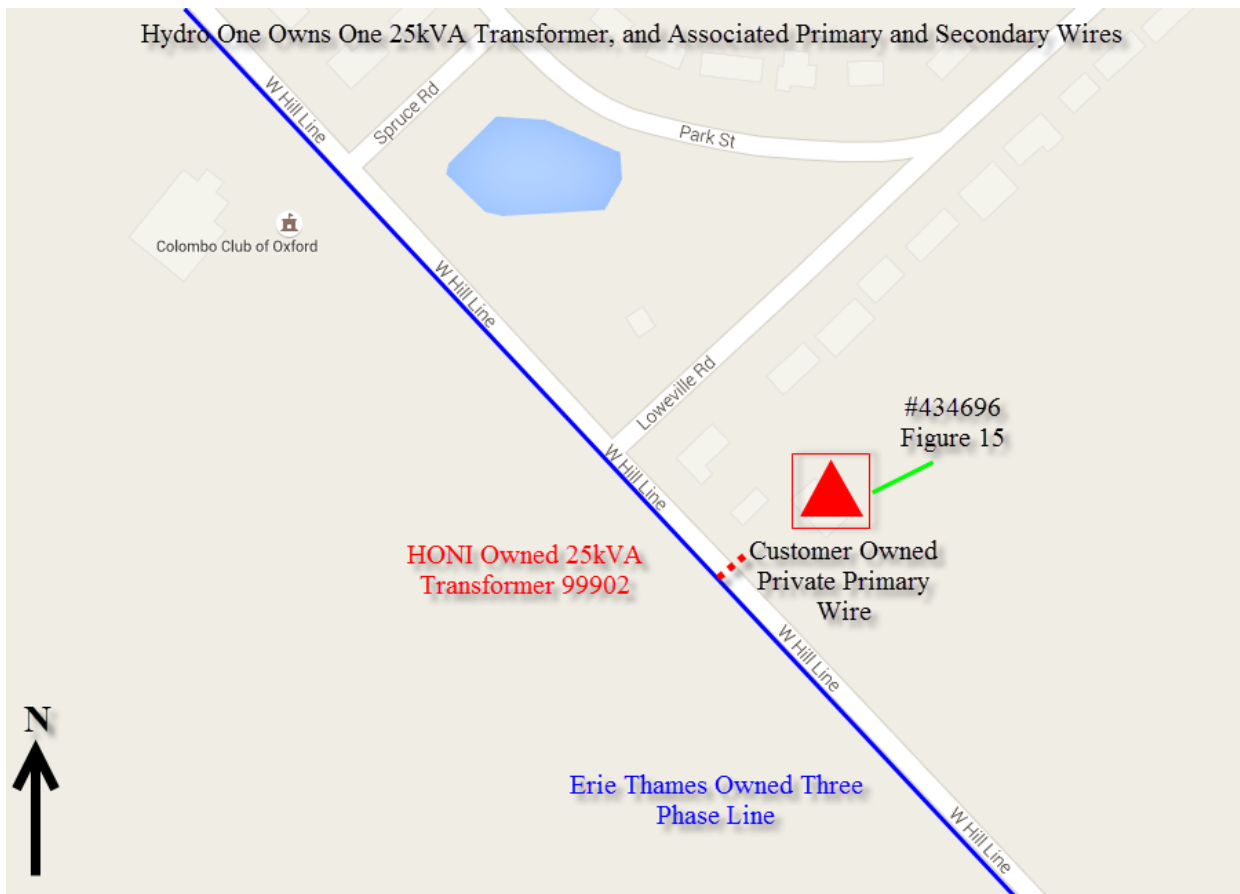 Hydro One Owns One 25kVA Transformer, and Associated Primary and Secondary Wires
W Hill Line
Spruce Rd
Park St
Colombo Club of Oxford
W Hill Line
Loweville Rd
#434696
Figure 15
W Hill Line
HONI Owned 25kVA
Transformer 99902
Customer Owned
Private Primary
Wire
W Hill Line
N
Erie Thames Owned Three
Phase Line
W Hill Line